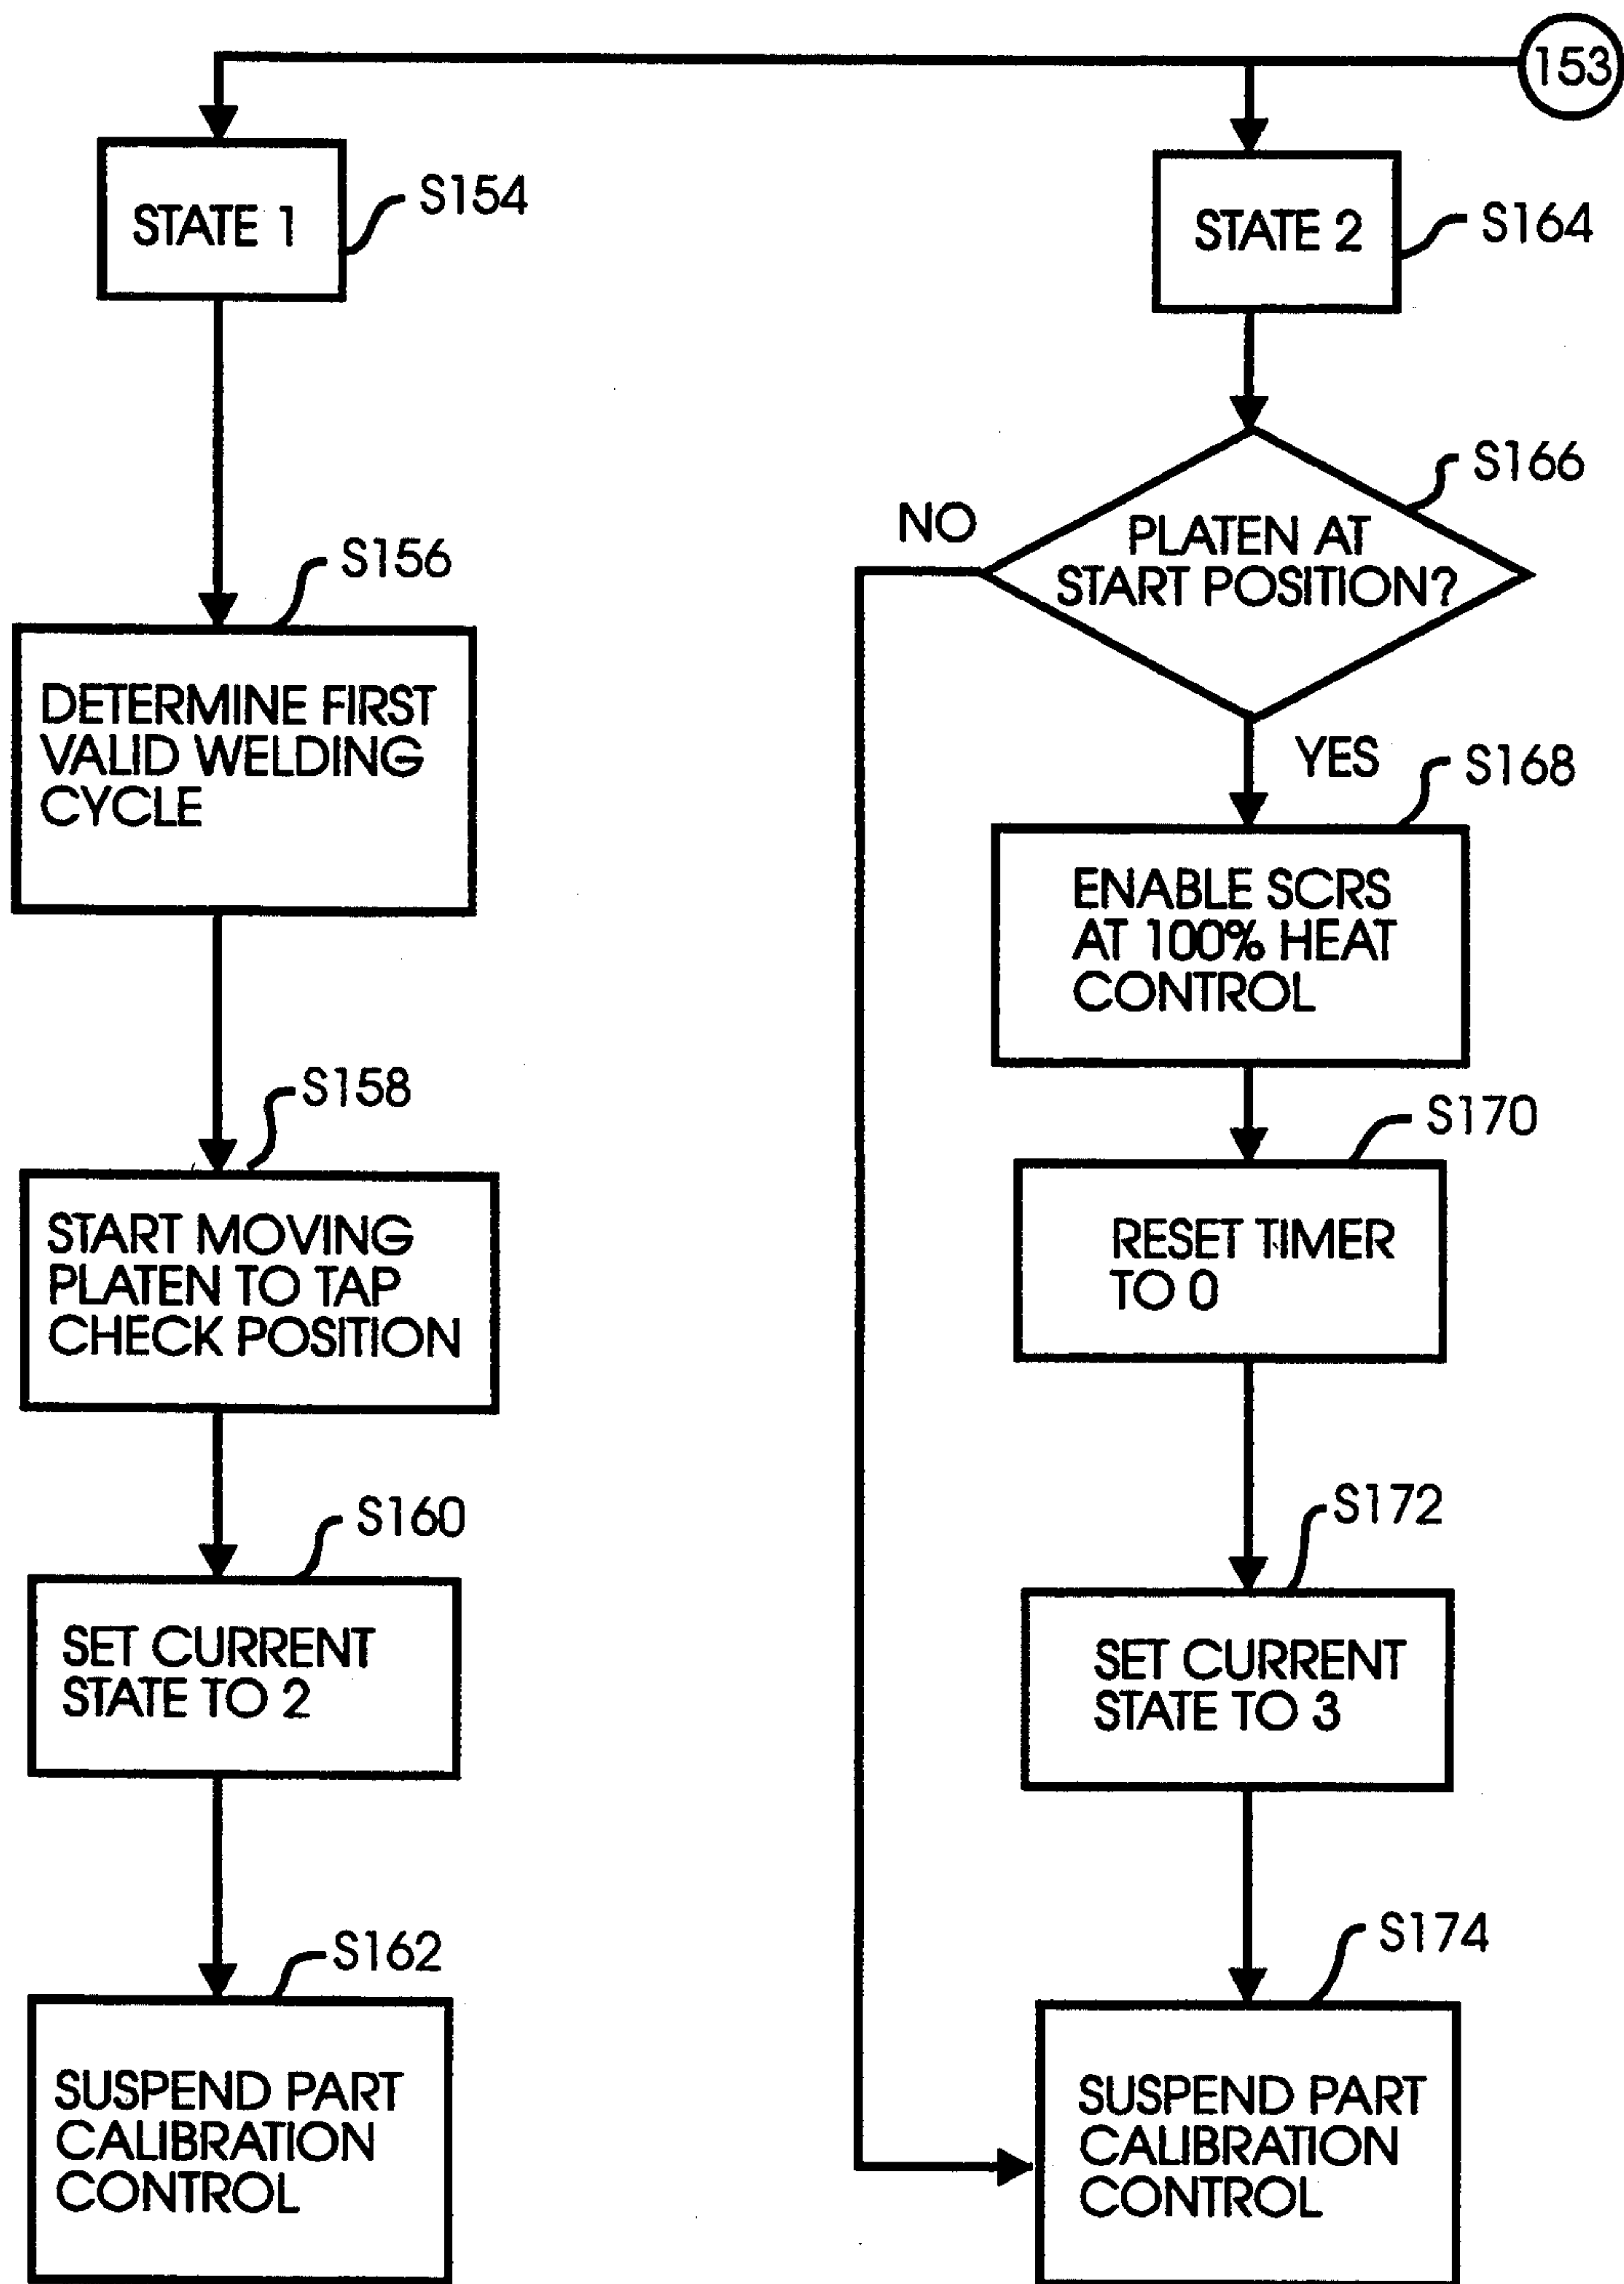 153
STATE 1
S154
S156
DETERMINE FIRST
VALID WELDING
CYCLE
S158
START MOVING
PLATEN TO TAP
CHECK POSITION
S160
SET CURRENT
STATE TO 2
S162
SUSPEND PART
CALIBRATION
CONTROL
STATE 2
S164
S166
NO
PLATEN AT
START POSITION?
YES
S168
ENABLE SCRS
AT 100% HEAT
CONTROL
S170
RESET TIMER
TO 0
S172
SET CURRENT
STATE TO 3
S174
SUSPEND PART
CALIBRATION
CONTROL